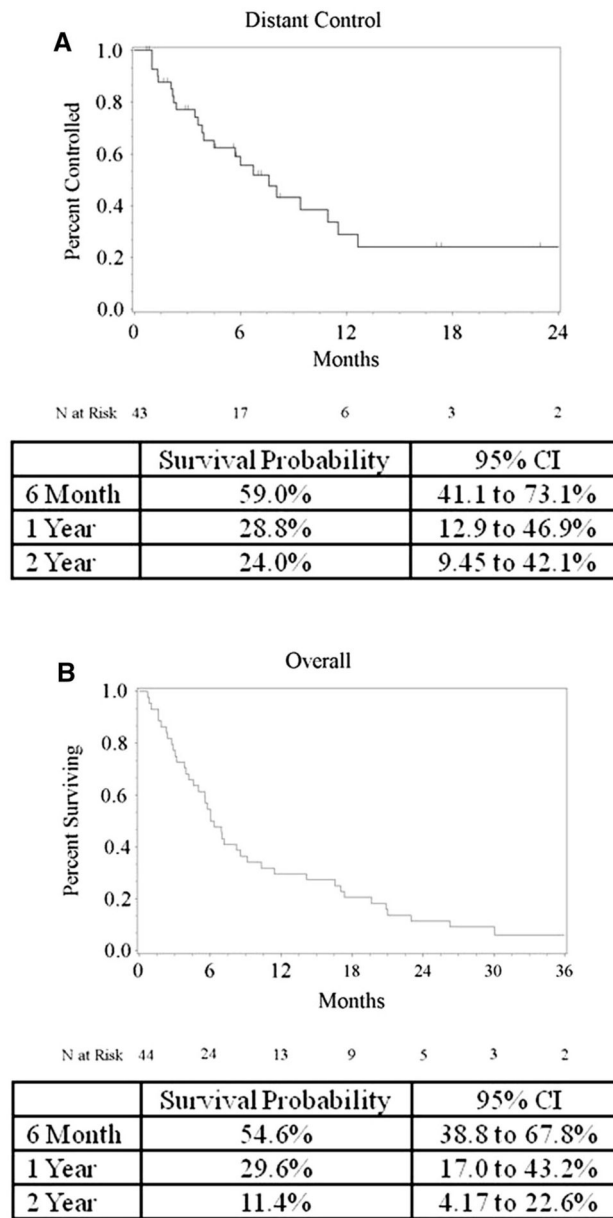 Distant Control
A
1.0
0.8
0.6
0.4
0.2
0.0
Percent Controlled
0 6 12 18 24
Months
N at Risk 43 17 6 3 2
Survival Probability 95% CI
6 Month 59.0% 41.1 to 73.1%
1 Year 28.8% 12.9 to 46.9%
2 Year 24.0% 9.45 to 42.1%
B
Overall
1.0
0.8
0.6
0.4
0.2
0.0
Percent Surviving
0 6 12 18 24 30 36
Months
N at Risk 44 24 13 9 5 3 2
Survival Probability 95% CI
6 Month 54.6% 38.8 to 67.8%
1 Year 29.6% 17.0 to 43.2%
2 Year 11.4% 4.17 to 22.6%